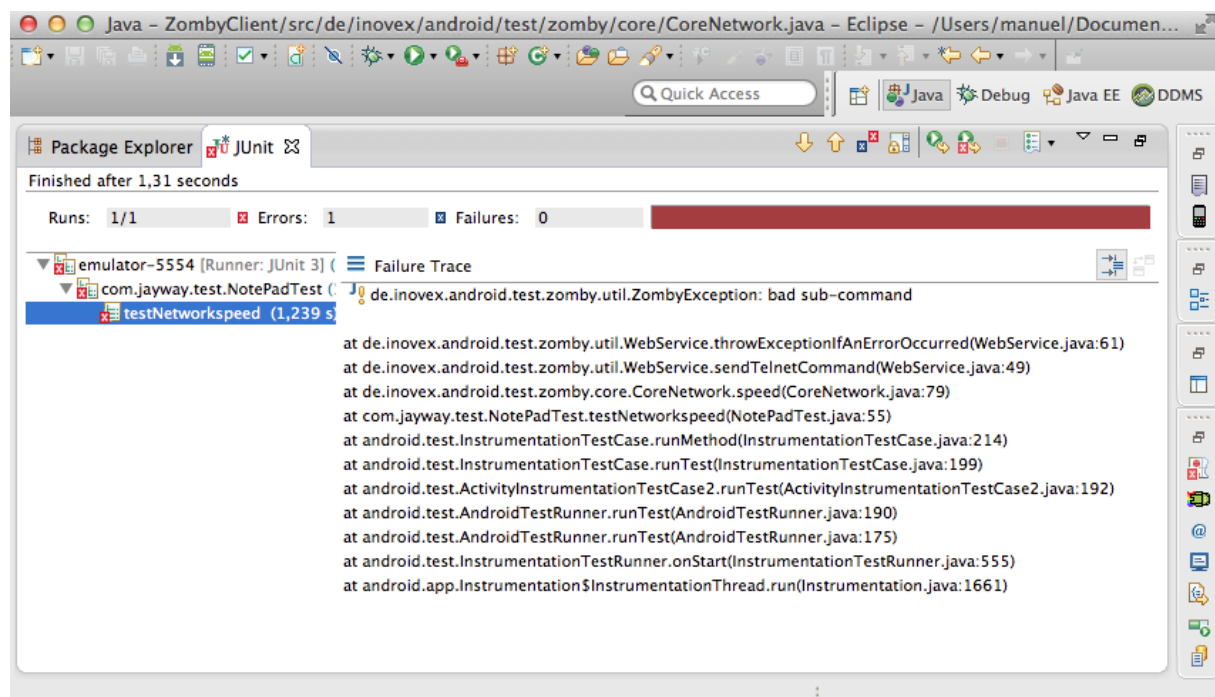 Java – ZombyClient/src/de/inovex/android/test/zomby/core/CoreNetwork.java – Eclipse – /Users/manuel/Documen...
Quick Access
Java Debug Java EE DDMS
Package Explorer JUnit
Finished after 1,31 seconds
Runs: 1/1 Errors: 1 Failures: 0
emulator-5554 [Runner: JUnit 3] (
Failure Trace
com.jayway.test.NotePadTest (
de.inovex.android.test.zomby.util.ZombyException: bad sub-command
testNetworkspeed (1,239 s)
at de.inovex.android.test.zomby.util.WebService.throwExceptionIfAnErrorOccurred(WebService.java:61)
at de.inovex.android.test.zomby.util.WebService.sendTelnetCommand(WebService.java:49)
at de.inovex.android.test.zomby.core.CoreNetwork.speed(CoreNetwork.java:79)
at com.jayway.test.NotePadTest.testNetworkspeed(NotePadTest.java:55)
at android.test.InstrumentationTestCase.runMethod(InstrumentationTestCase.java:214)
at android.test.InstrumentationTestCase.runTest(InstrumentationTestCase.java:199)
at android.test.ActivityInstrumentationTestCase2.runTest(ActivityInstrumentationTestCase2.java:192)
at android.test.AndroidTestRunner.runTest(AndroidTestRunner.java:190)
at android.test.AndroidTestRunner.runTest(AndroidTestRunner.java:175)
at android.test.InstrumentationTestRunner.onStart(InstrumentationTestRunner.java:555)
at android.app.Instrumentation$InstrumentationThread.run(Instrumentation.java:1661)